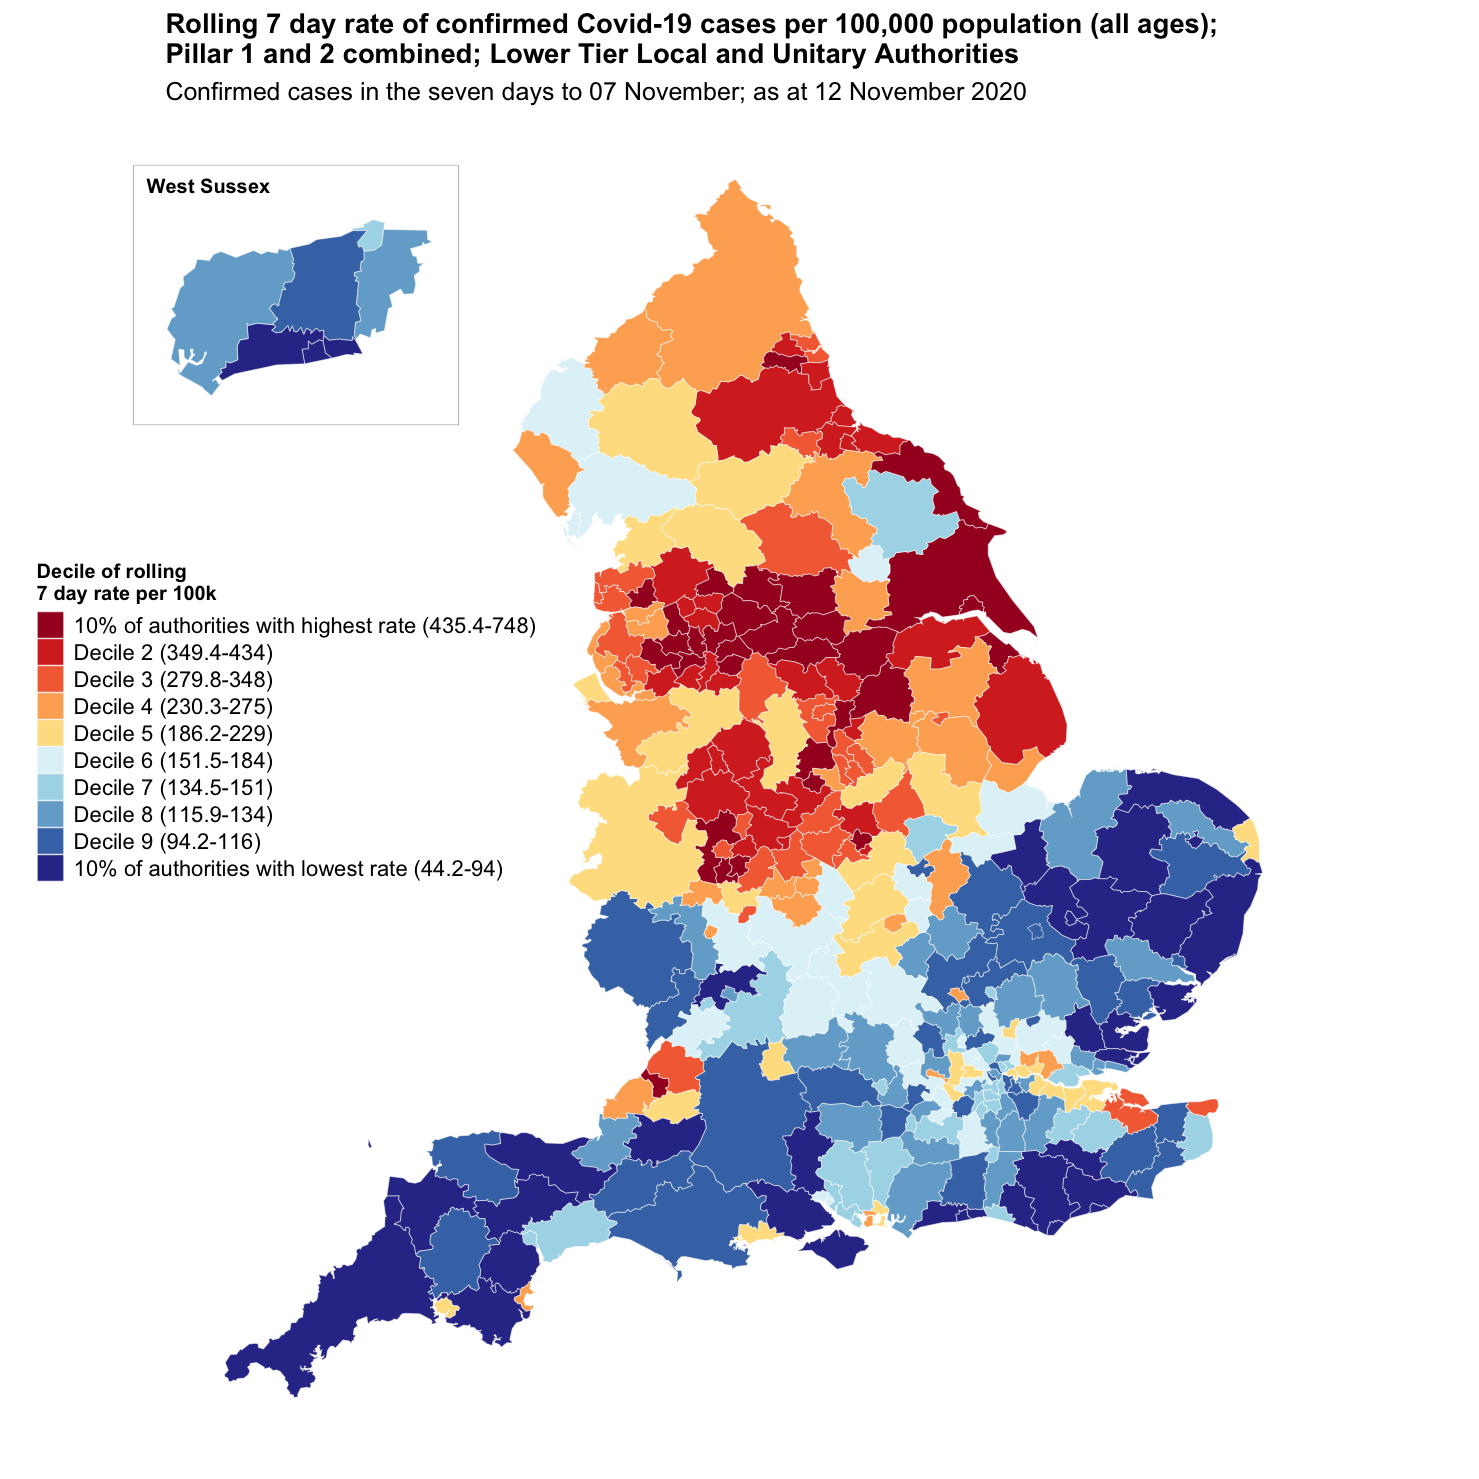 Rolling 7 day rate of confirmed Covid-19 cases per 100,000 population (all ages);
Pillar 1 and 2 combined; Lower Tier Local and Unitary Authorities
Confirmed cases in the seven days to 07 November; as at 12 November 2020
West Sussex
Decile of rolling
7 day rate per 100k
10% of authorities with highest rate (435.4-748)
Decile 2 (349.4-434)
Decile 3 (279.8-348)
Decile 4 (230.3-275)
Decile 5 (186.2-229)
Decile 6 (151.5-184)
Decile 7 (134.5-151)
Decile 8 (115.9-134)
Decile 9 (94.2-116)
10% of authorities with lowest rate (44.2-94)